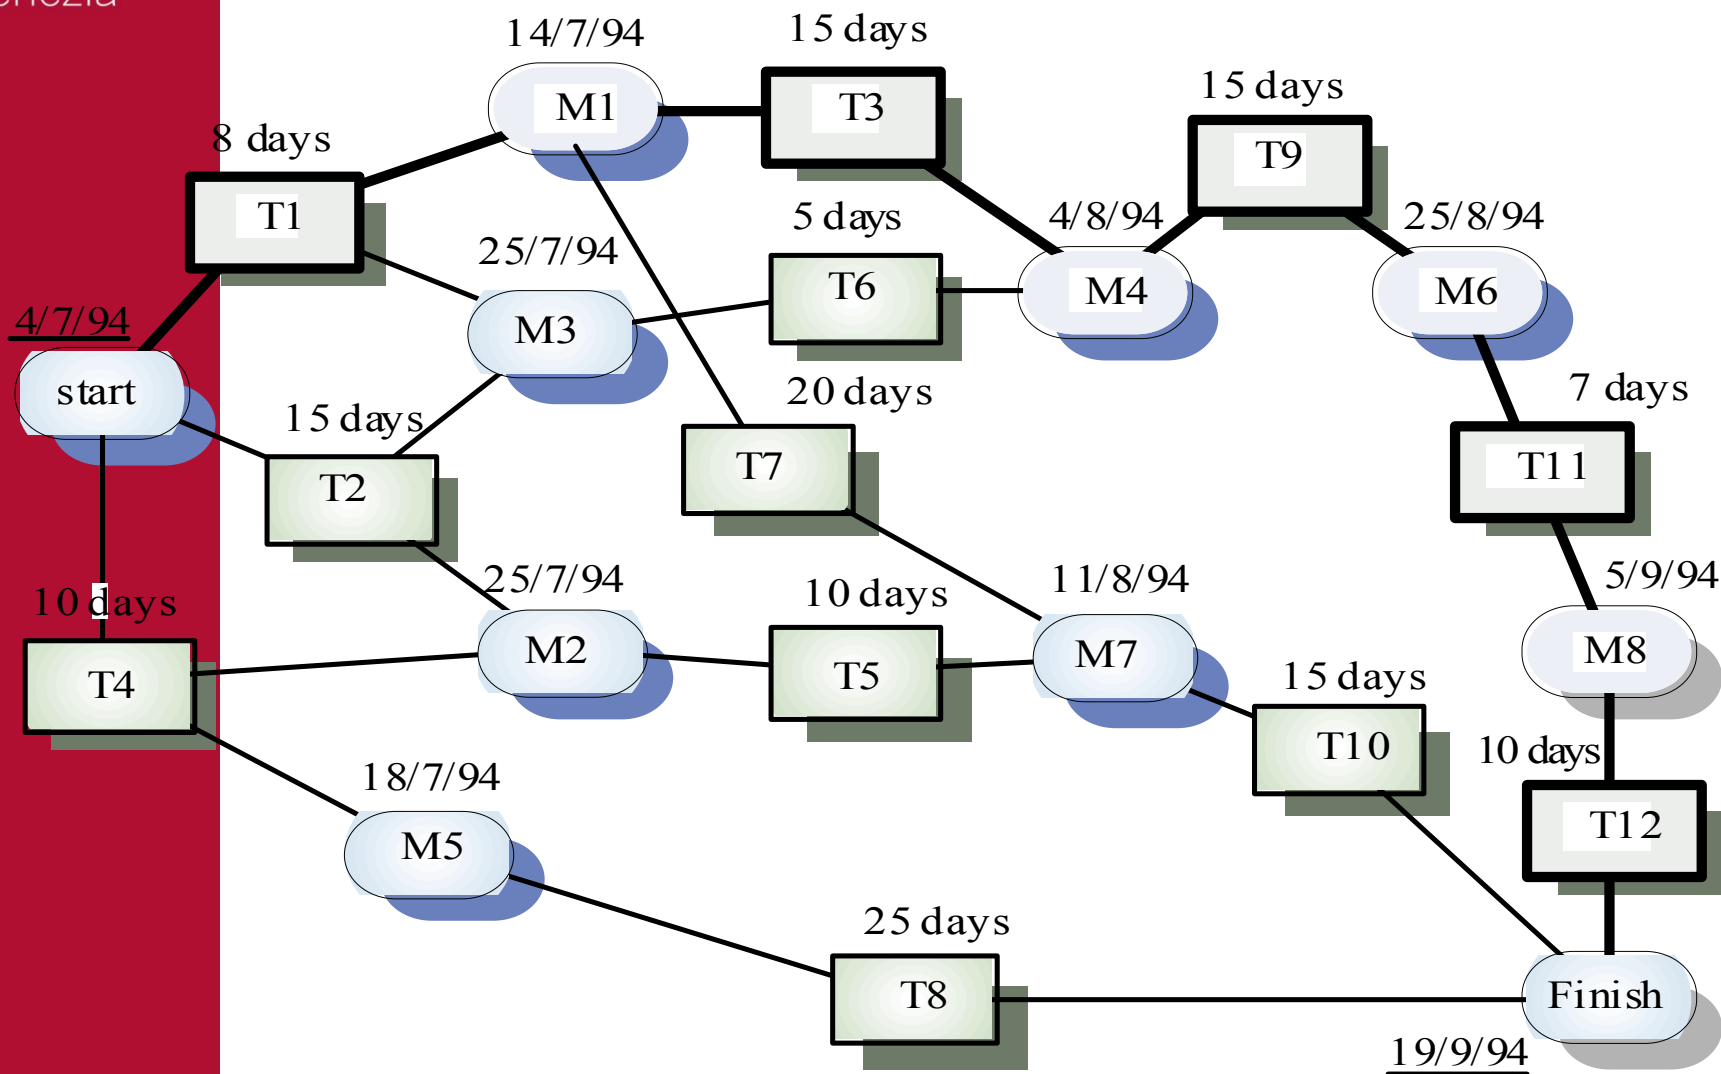 14/7/94
15 days
M1
T3
15 days
8 days
T9
T1
5 days
4/8/94
25/8/94
25/7/94
T6
M4
M6
4/7/94
M3
start
20 days
7 days
15 days
T7
T11
T2
25/7/94
10 days
11/8/94
5/9/94
10 days
M2
M7
M8
T4
T5
15 days
T10
10 days
18/7/94
M5
T12
25 days
T8
Finish
19/9/94